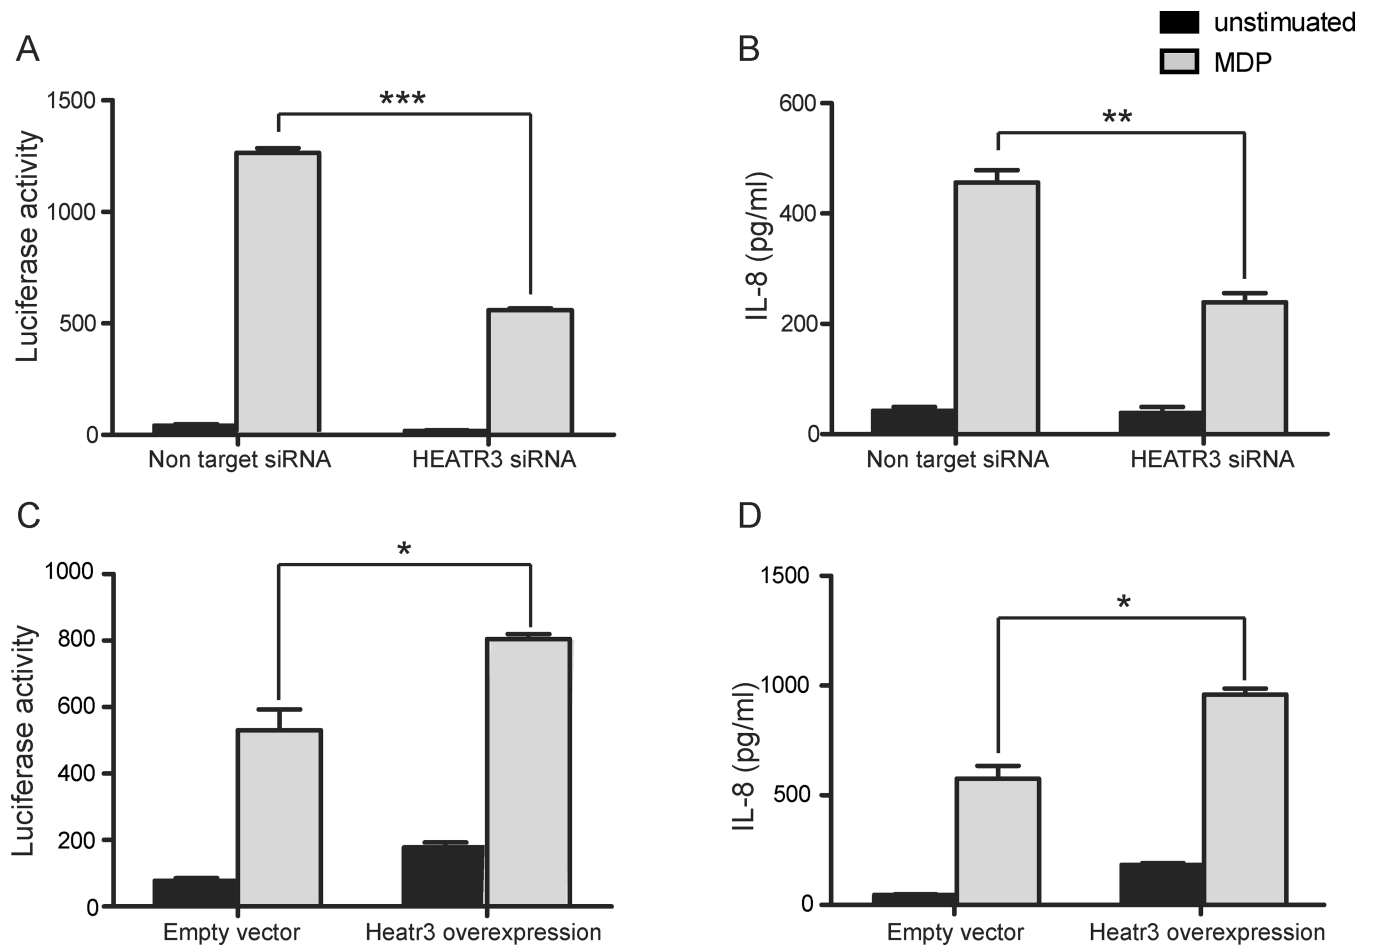 A
1500
1000
500
0
Luciferase activity
***
Non target siRNA
HEATR3 siRNA
B
unstimuated
MDP
600
400
200
0
IL-8 (pg/ml)
**
Non target siRNA
HEATR3 siRNA
C
1000
800
600
400
200
0
Luciferase activity
*
Empty vector
Heatr3 overexpression
D
1500
1000
500
0
IL-8 (pg/ml)
*
Empty vector
Heatr3 overexpression